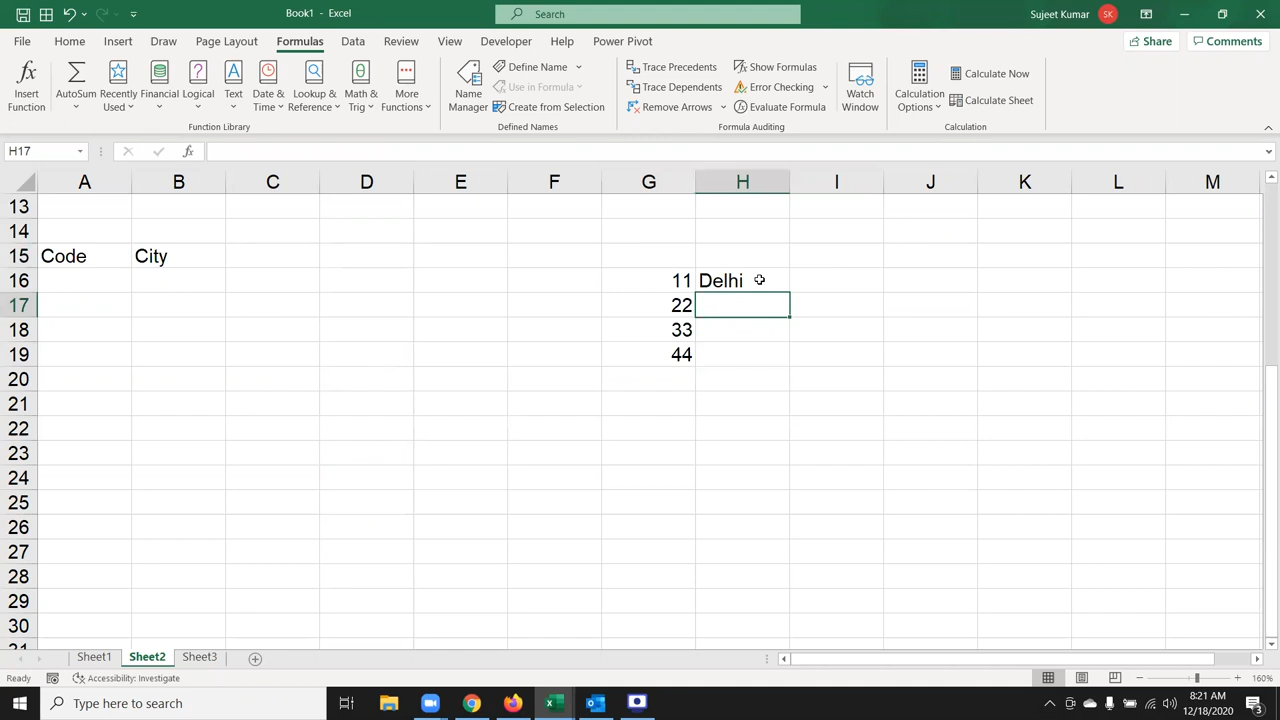 Book1 - Excel
Search
Sujeet Kumar
SK
File Home Insert Draw Page Layout Formulas Data Review View Developer Help Power Pivot
Share
Comments
Insert Function
AutoSum
Recently Used
Financial
Logical
Text
Date & Time
Lookup & Reference
Math & Trig
More Functions
Function Library
Name Manager
Define Name
Use in Formula
Create from Selection
Defined Names
Trace Precedents
Trace Dependents
Remove Arrows
Show Formulas
Error Checking
Evaluate Formula
Formula Auditing
Watch Window
Calculation Options
Calculate Now
Calculate Sheet
Calculation
H17
fx
A B C D E F G H I J K L M
13
14
15 Code City
16 11 Delhi
17 22
18 33
19 44
20
21
22
23
24
25
26
27
28
29
30
31
Sheet1 Sheet2 Sheet3
Ready
Accessibility: Investigate
160%
Type here to search
8:21 AM
12/18/2020
3